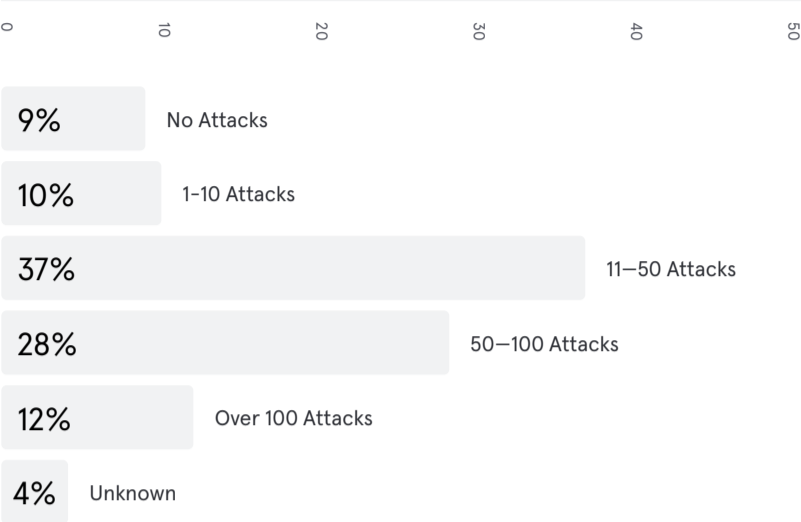 0 10 20 30 40 50
9% No Attacks
10% 1-10 Attacks
37% 11—50 Attacks
28% 50—100 Attacks
12% Over 100 Attacks
4% Unknown